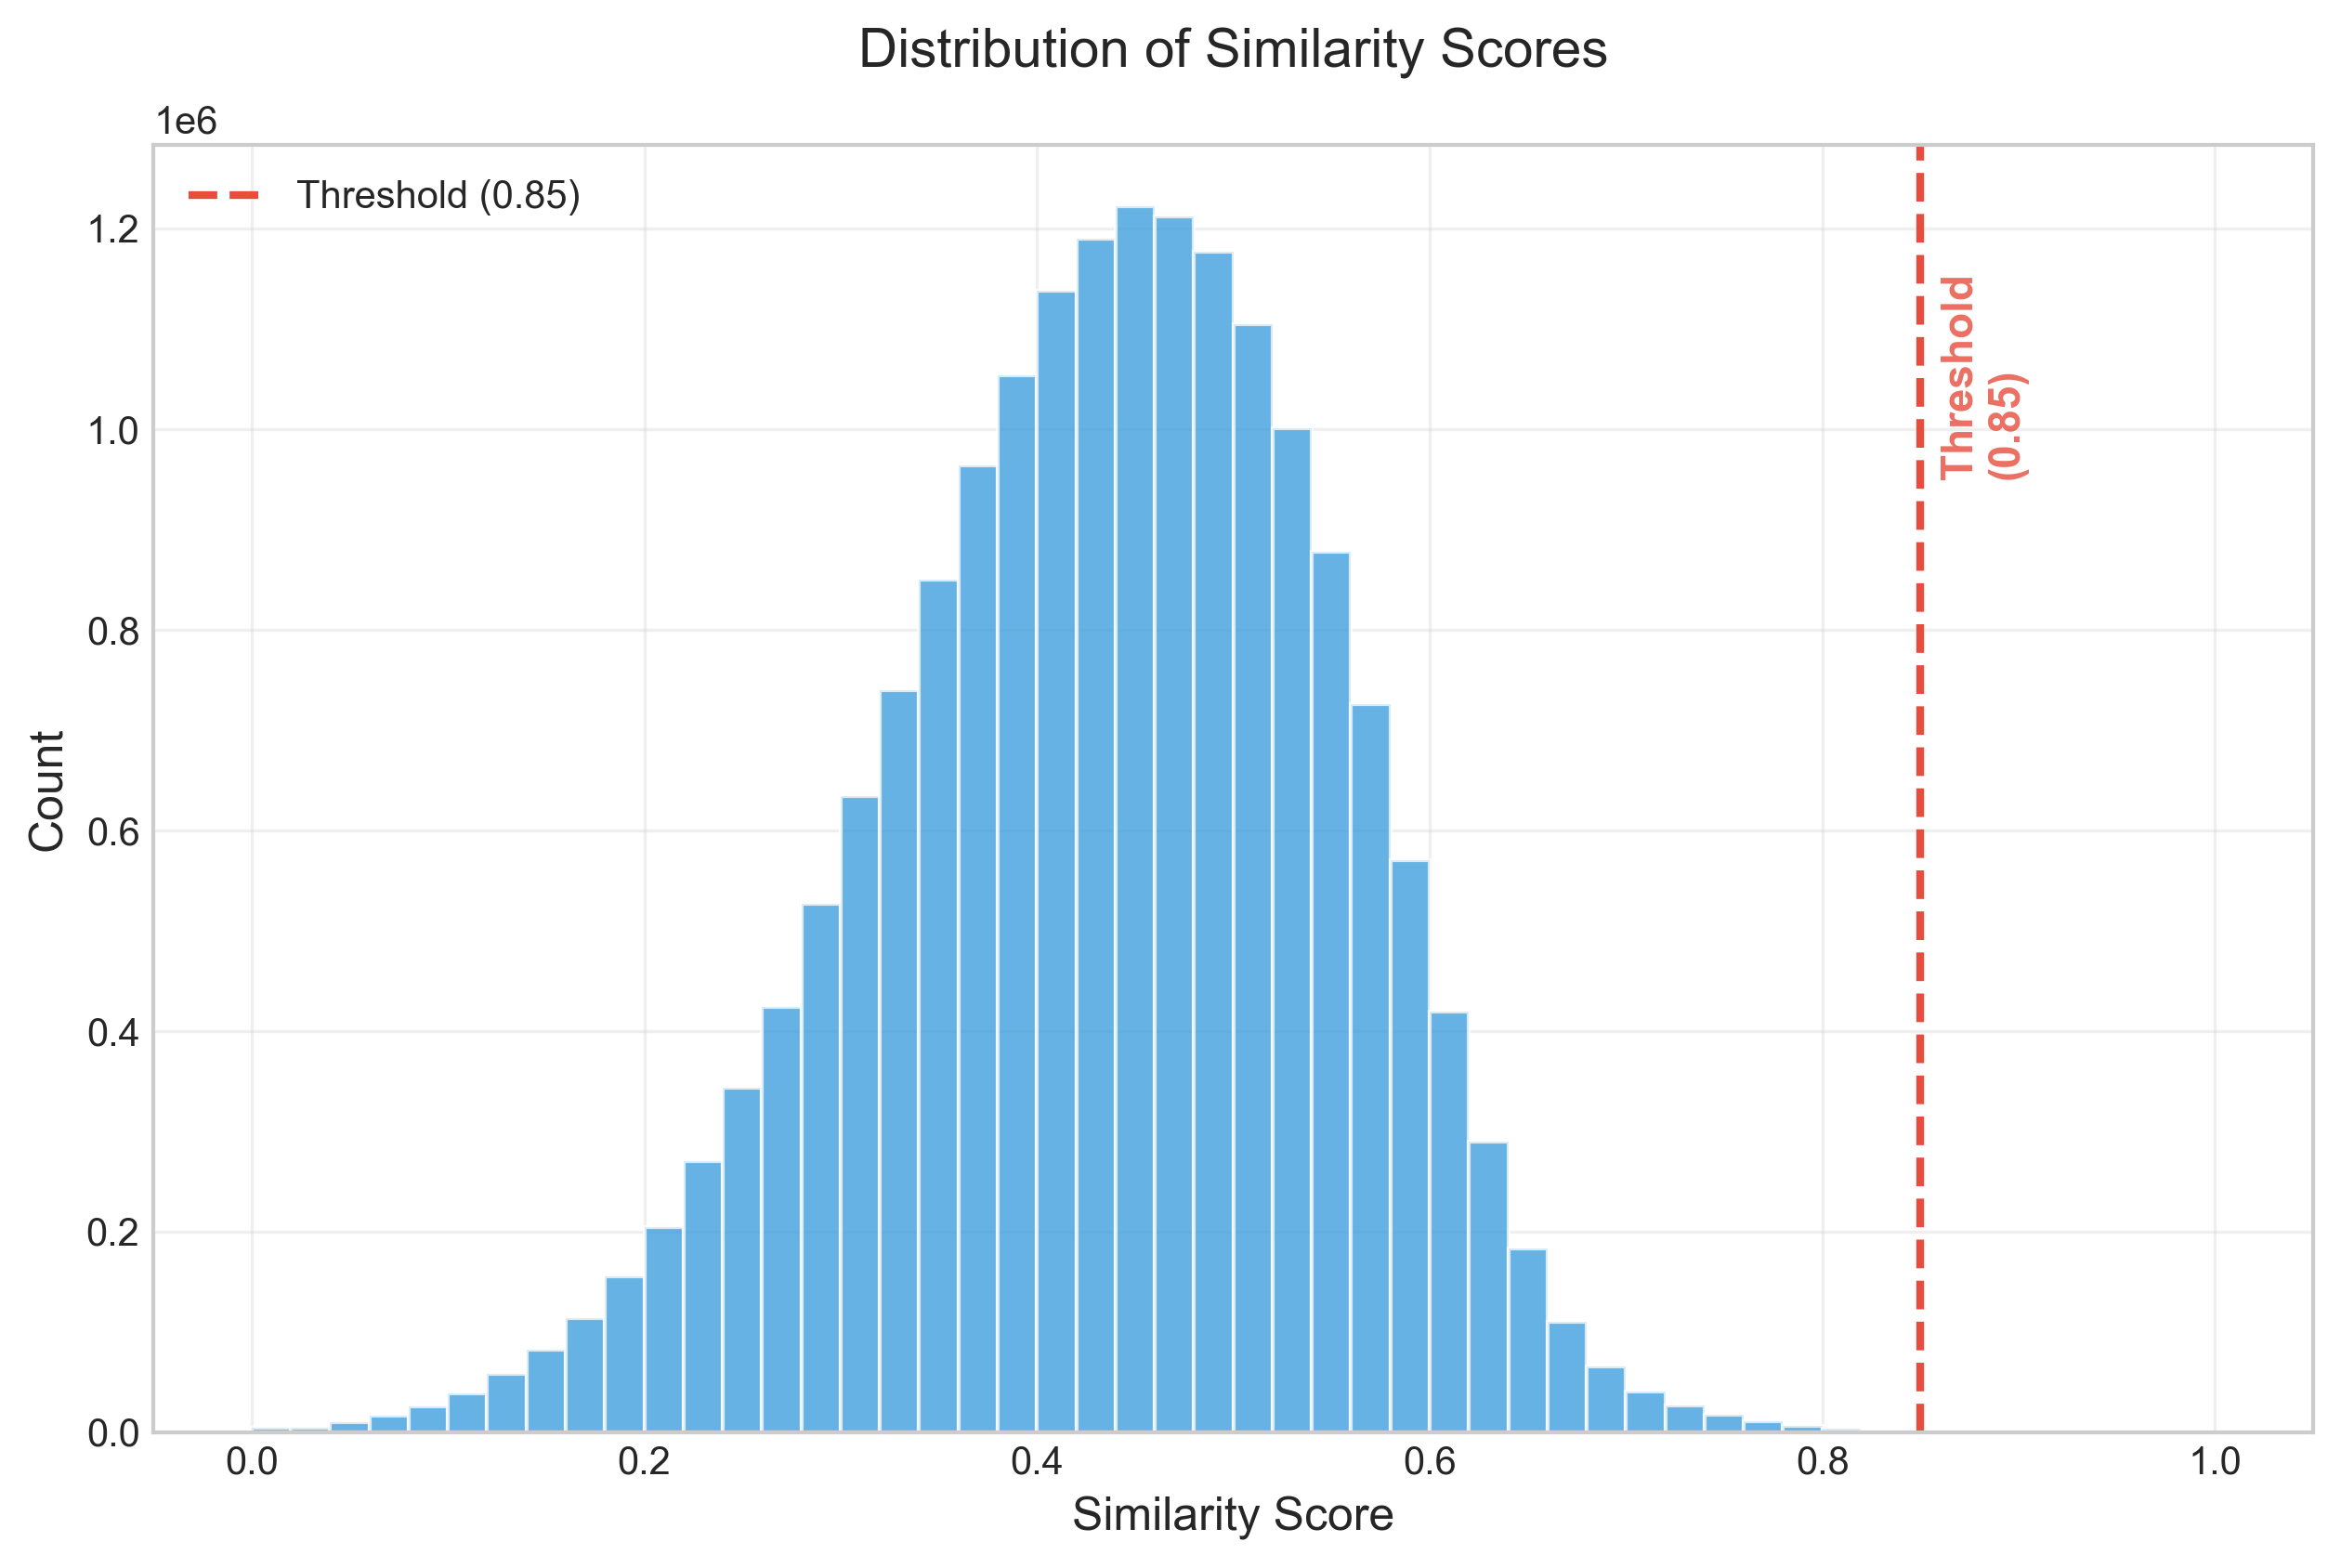 Distribution of Similarity Scores
1e6
Threshold (0.85)
Threshold
(0.85)
1.2
1.0
0.8
0.6
0.4
0.2
0.0
Count
0.0 0.2 0.4 0.6 0.8 1.0
Similarity Score